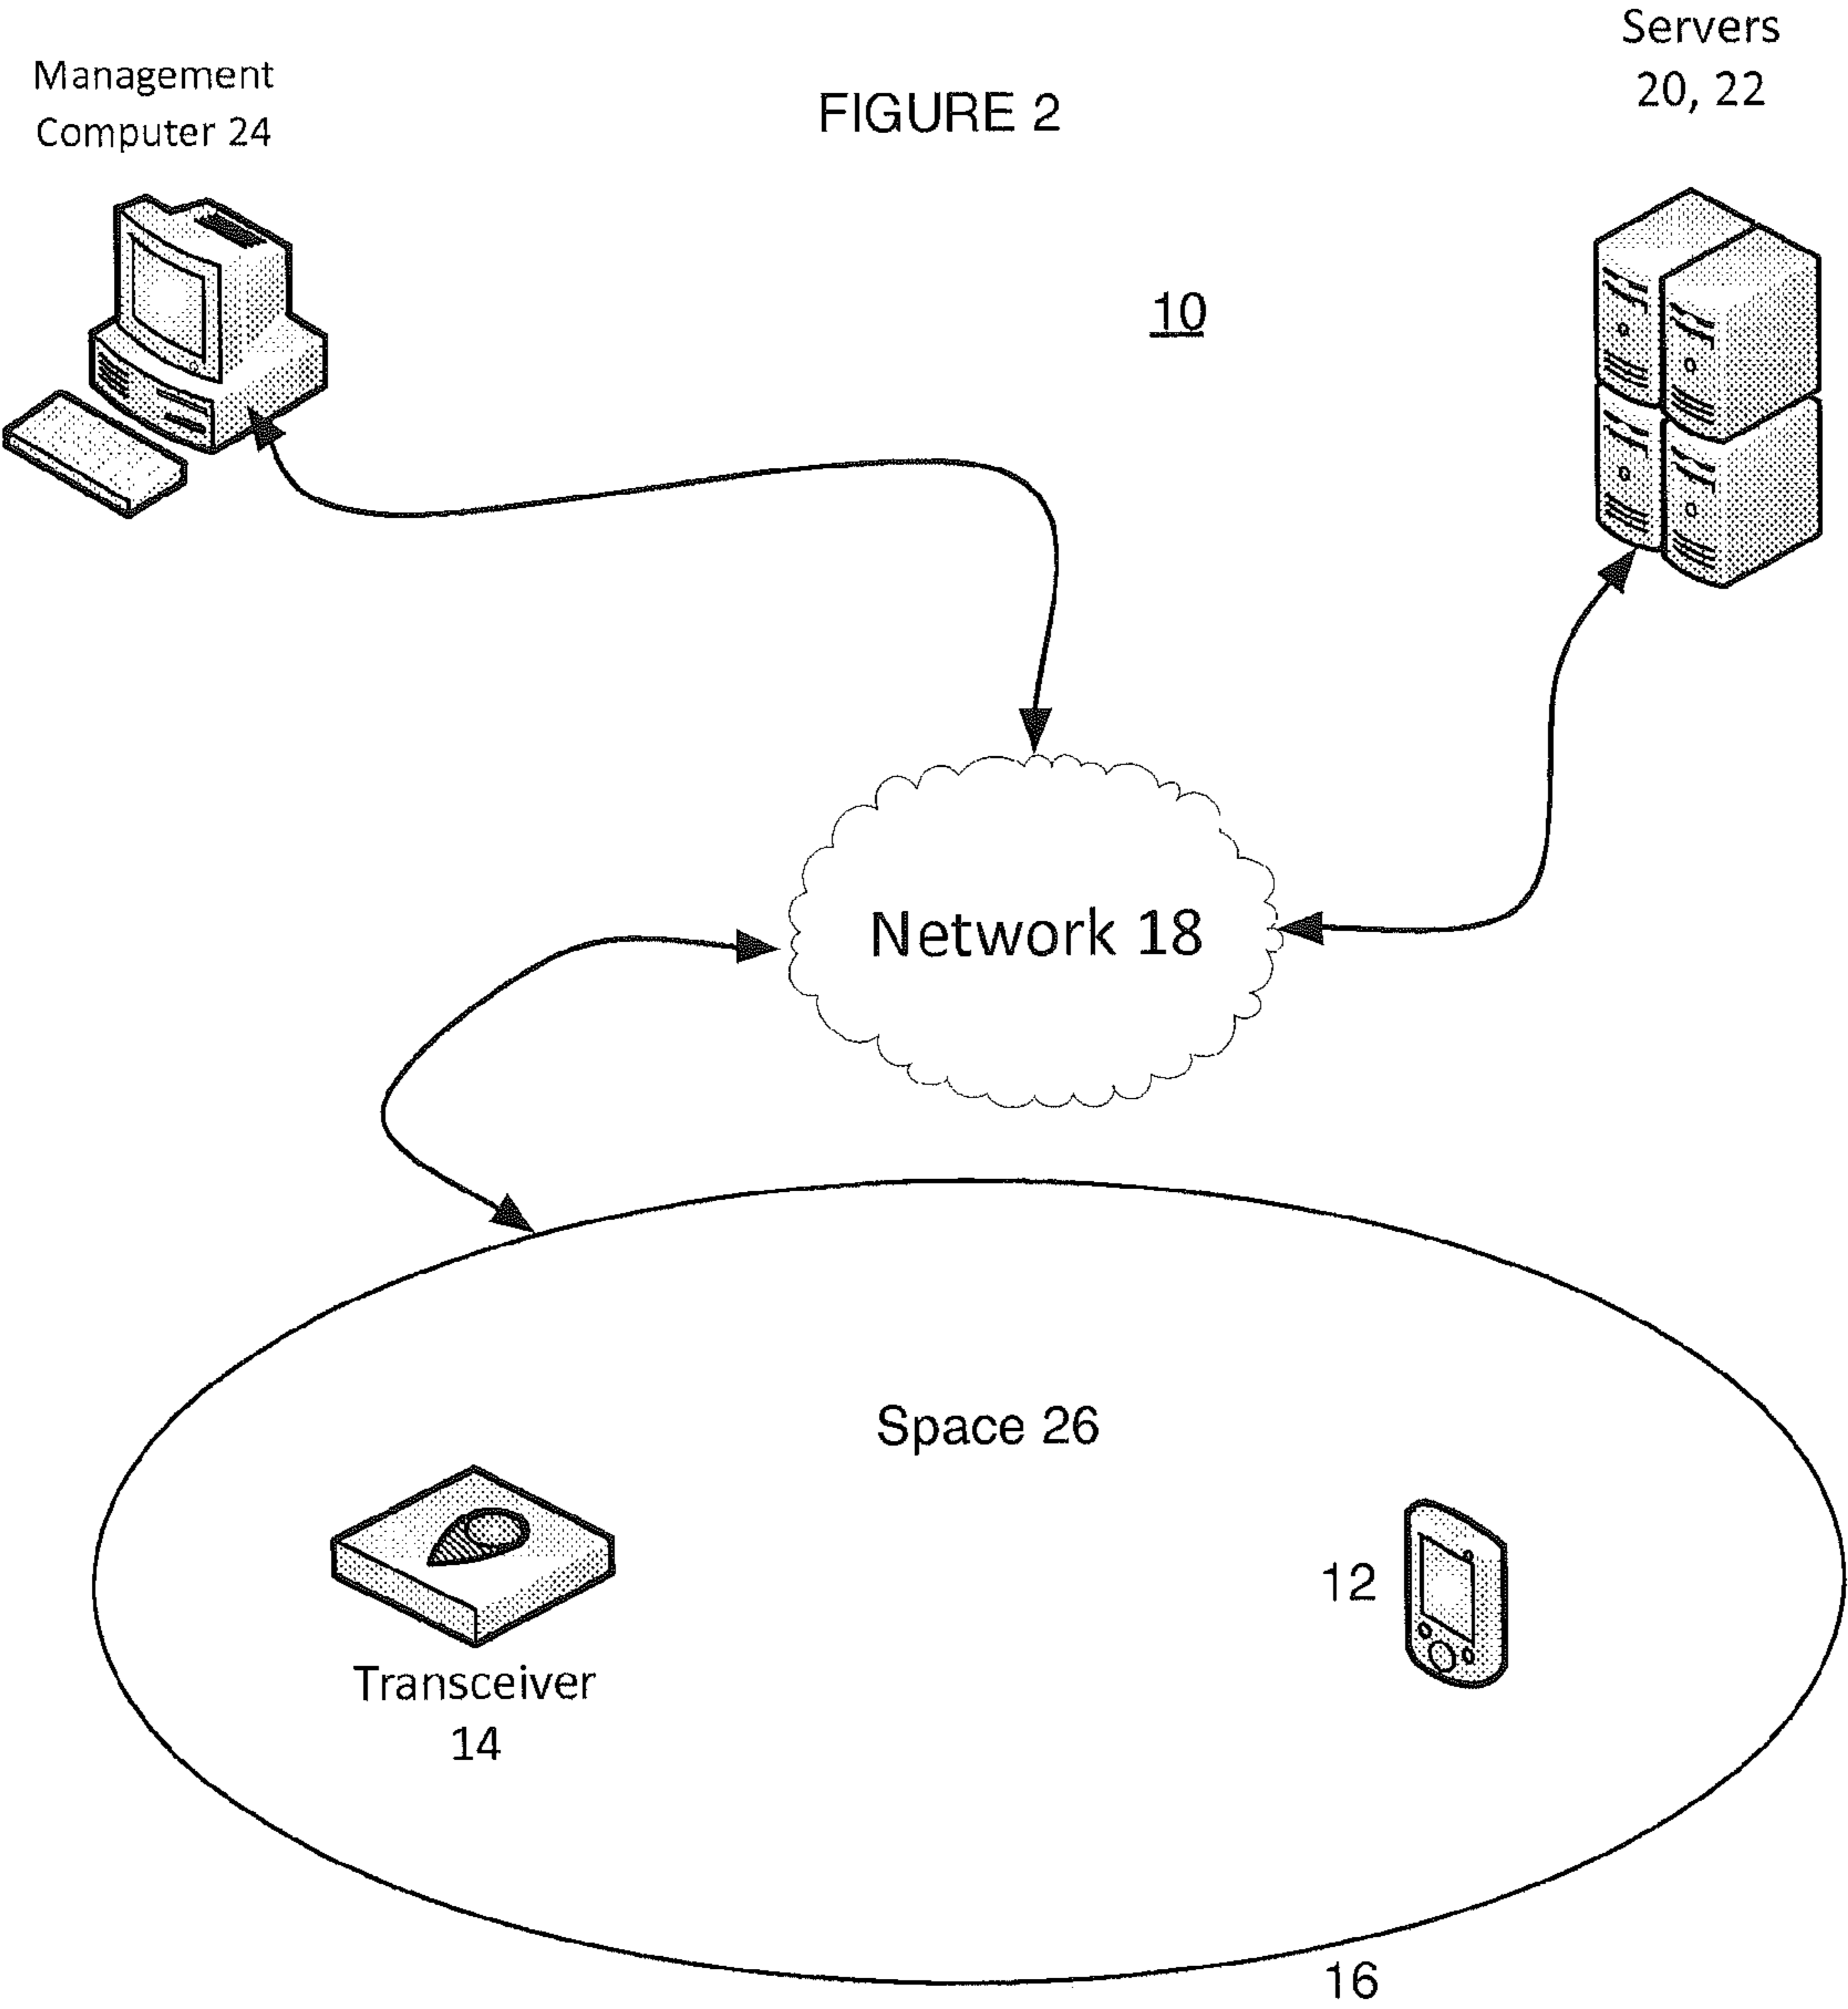 Management
Computer 24
FIGURE 2
Servers
20, 22
10
Network 18
Space 26
Transceiver
14
12
16